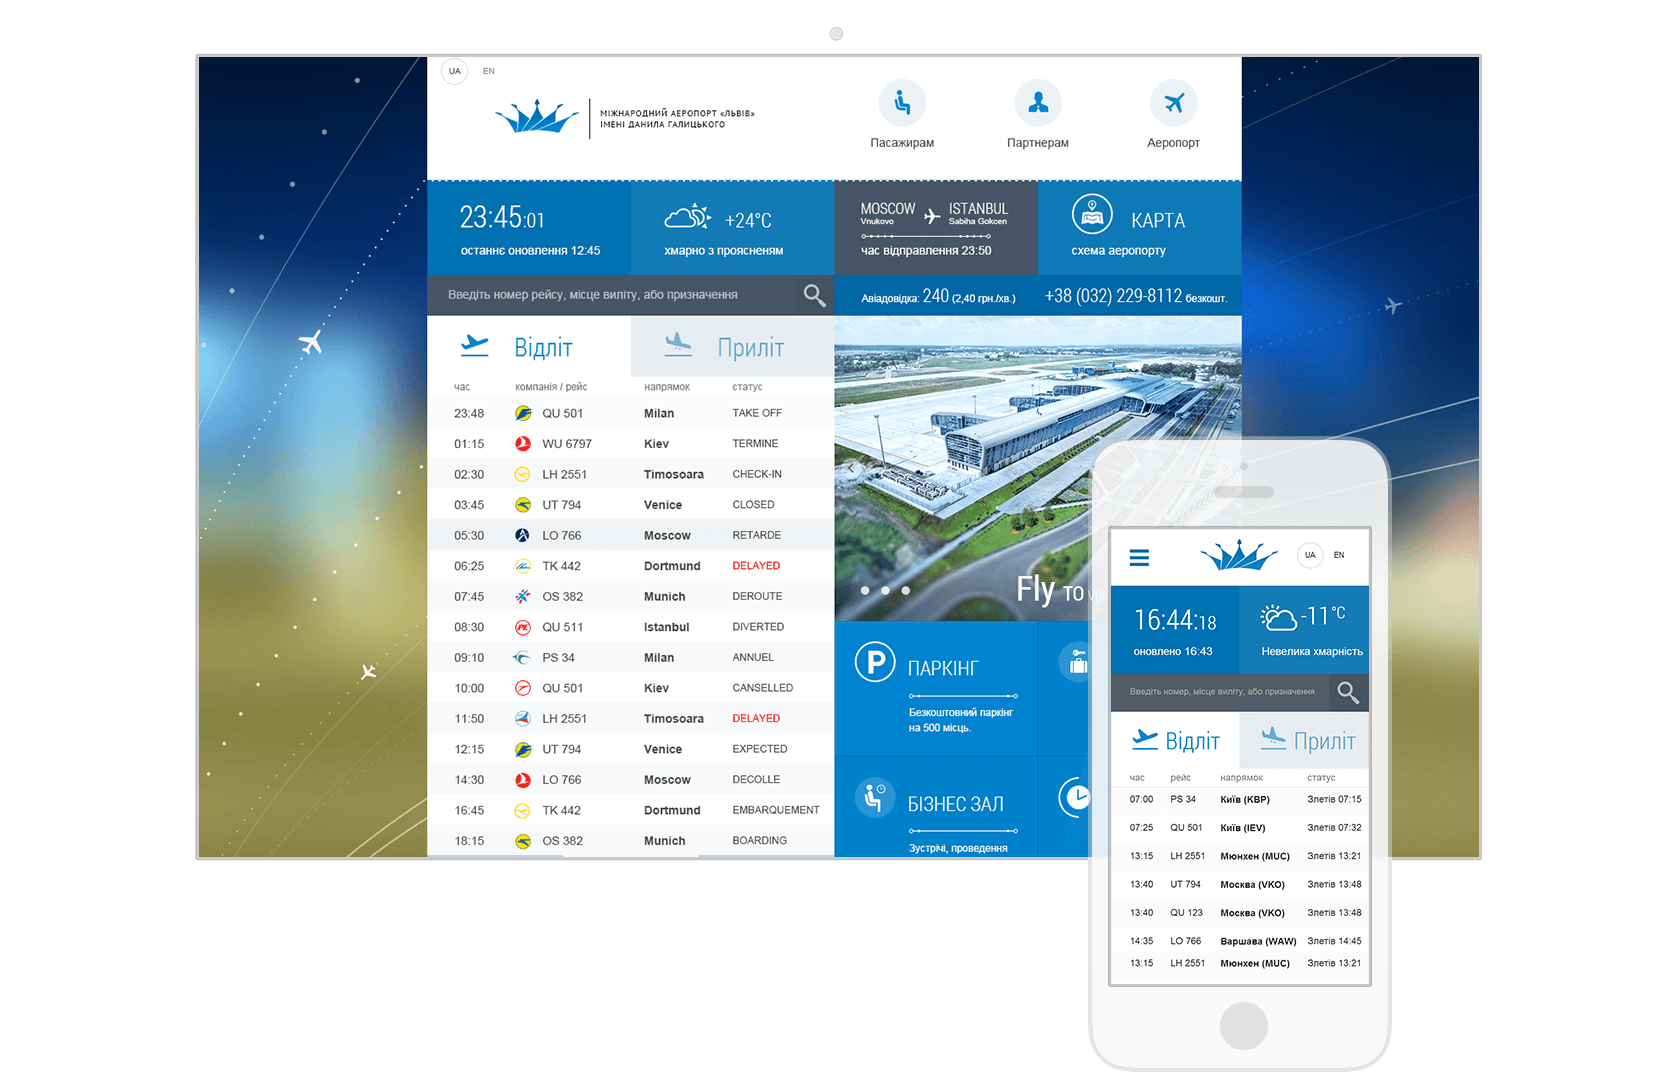 UA EN
МІЖНАРОДНИЙ АЕРОПОРТ «ЛЬВІВ»
ІМЕНІ ДАНИЛА ГАЛИЦЬКОГО
Пасажирам
Партнерам
Аеропорт
23:45:01
останнє оновлення 12:45
+24°C
хмарно з проясненям
MOSCOW ISTANBUL
Vnukovo Sabiha Gokcen
час відправлення 23:50
КАРТА
схема аеропорту
Введіть номер рейсу, місце виліту, або призначення
Авіадовідка: 240 (2,40 грн./хв.) +38 (032) 229-8112 безкошт.
Відліт Приліт
час компанія / рейс напрямок статус
23:48 QU 501 Milan TAKE OFF
01:15 WU 6797 Kiev TERMINE
02:30 LH 2551 Timosoara CHECK-IN
03:45 UT 794 Venice CLOSED
05:30 LO 766 Moscow RETARDE
06:25 TK 442 Dortmund DELAYED
07:45 OS 382 Munich DEROUTE
08:30 QU 511 Istanbul DIVERTED
09:10 PS 34 Milan ANNUEL
10:00 QU 501 Kiev CANSELLED
11:50 LH 2551 Timosoara DELAYED
12:15 UT 794 Venice EXPECTED
14:30 LO 766 Moscow DECOLLE
16:45 TK 442 Dortmund EMBARQUEMENT
18:15 OS 382 Munich BOARDING
Fly TO VIA
P ПАРКІНГ
Безкоштовний паркінг
на 500 місць.
БІЗНЕС ЗАЛ
Зустрічі, проведення
UA EN
16:44:18
оновлено 16:43
-11°C
Невелика хмарність
Введіть номер, місце виліту, або призначення
Відліт Приліт
час рейс напрямок статус
07:00 PS 34 Київ (KBP) Злетів 07:15
07:25 QU 501 Київ (IEV) Злетів 07:32
13:15 LH 2551 Мюнхен (MUC) Злетів 13:21
13:40 UT 794 Москва (VKO) Злетів 13:48
13:40 QU 123 Москва (VKO) Злетів 13:48
14:35 LO 766 Варшава (WAW) Злетів 14:45
13:15 LH 2551 Мюнхен (MUC) Злетів 13:21